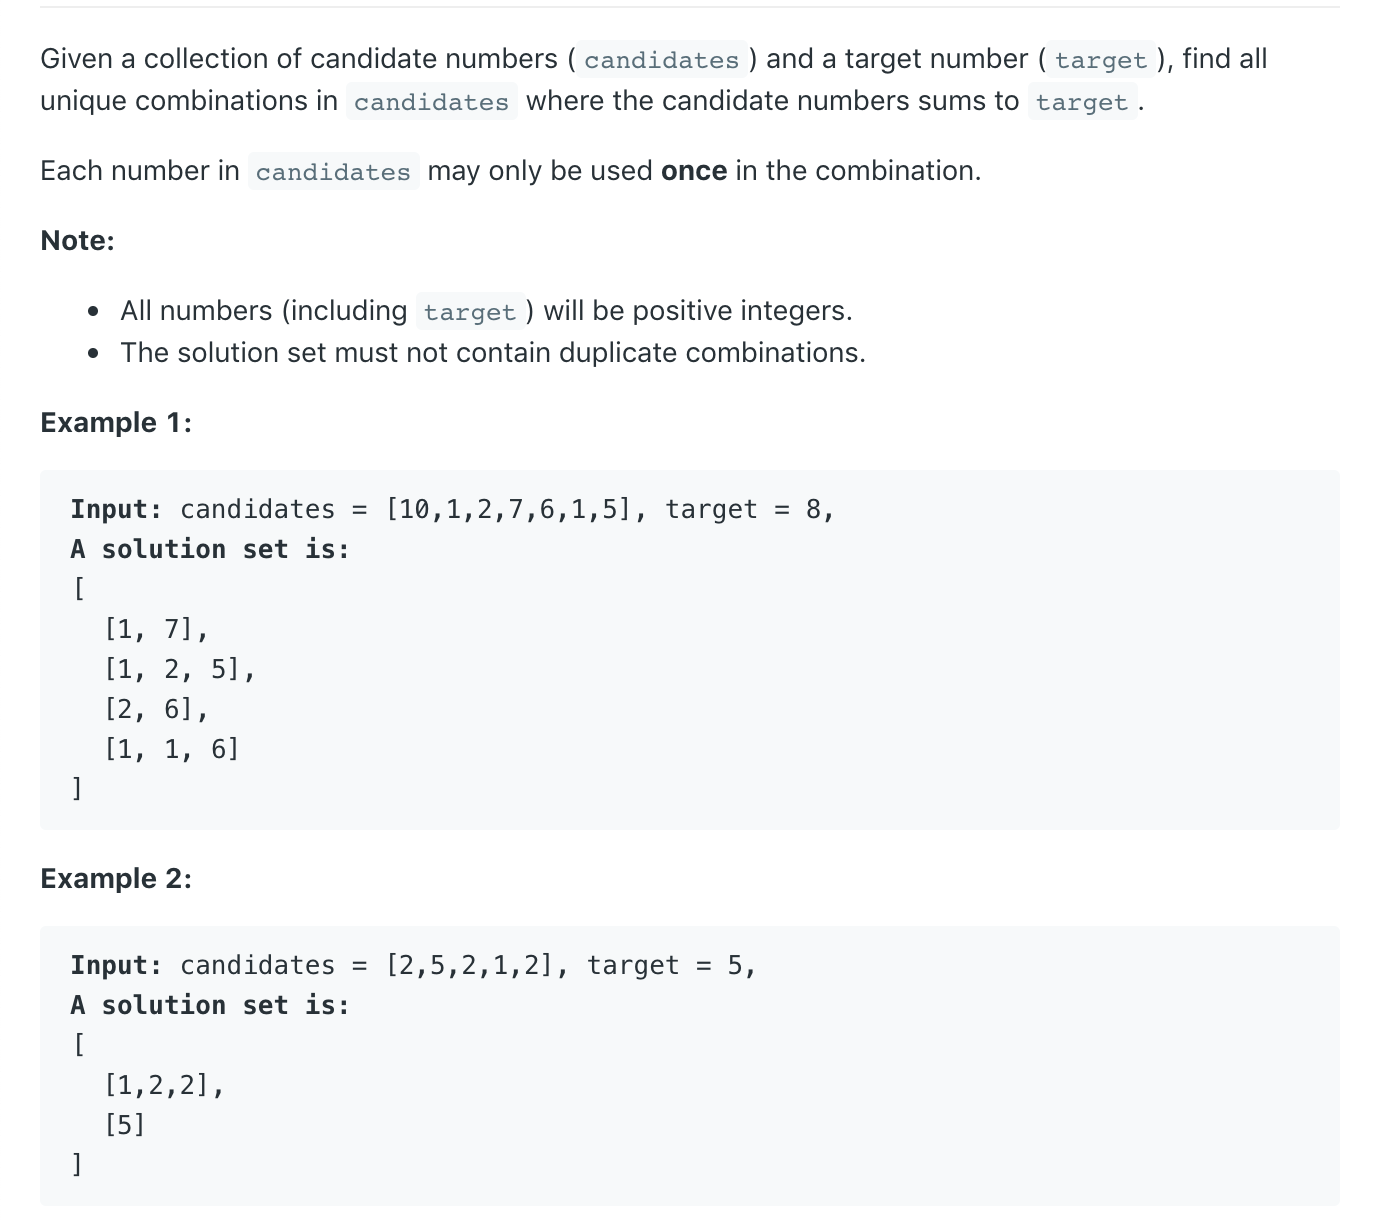 Given a collection of candidate numbers ( candidates ) and a target number ( target ), find all
unique combinations in candidates where the candidate numbers sums to target .
Each number in candidates may only be used once in the combination.
Note:
• All numbers (including target ) will be positive integers.
• The solution set must not contain duplicate combinations.
Example 1:
Input: candidates = [10,1,2,7,6,1,5], target = 8,
A solution set is:
[
  [1, 7],
  [1, 2, 5],
  [2, 6],
  [1, 1, 6]
]
Example 2:
Input: candidates = [2,5,2,1,2], target = 5,
A solution set is:
[
  [1,2,2],
  [5]
]